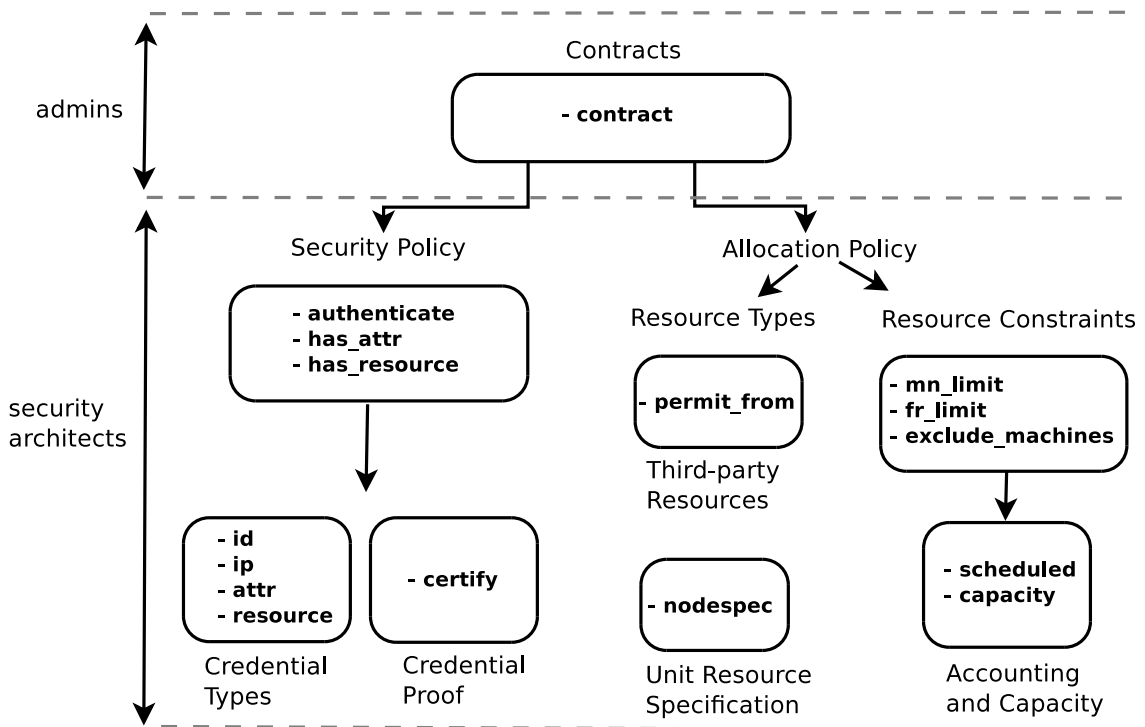 Contracts
- contract
admins
Security Policy
Allocation Policy
- authenticate
- has_attr
- has_resource
Resource Types
Resource Constraints
- permit_from
- mn_limit
- fr_limit
- exclude_machines
security
architects
Third-party
Resources
- id
- ip
- attr
- resource
- certify
- nodespec
- scheduled
- capacity
Credential
Types
Credential
Proof
Unit Resource
Specification
Accounting
and Capacity